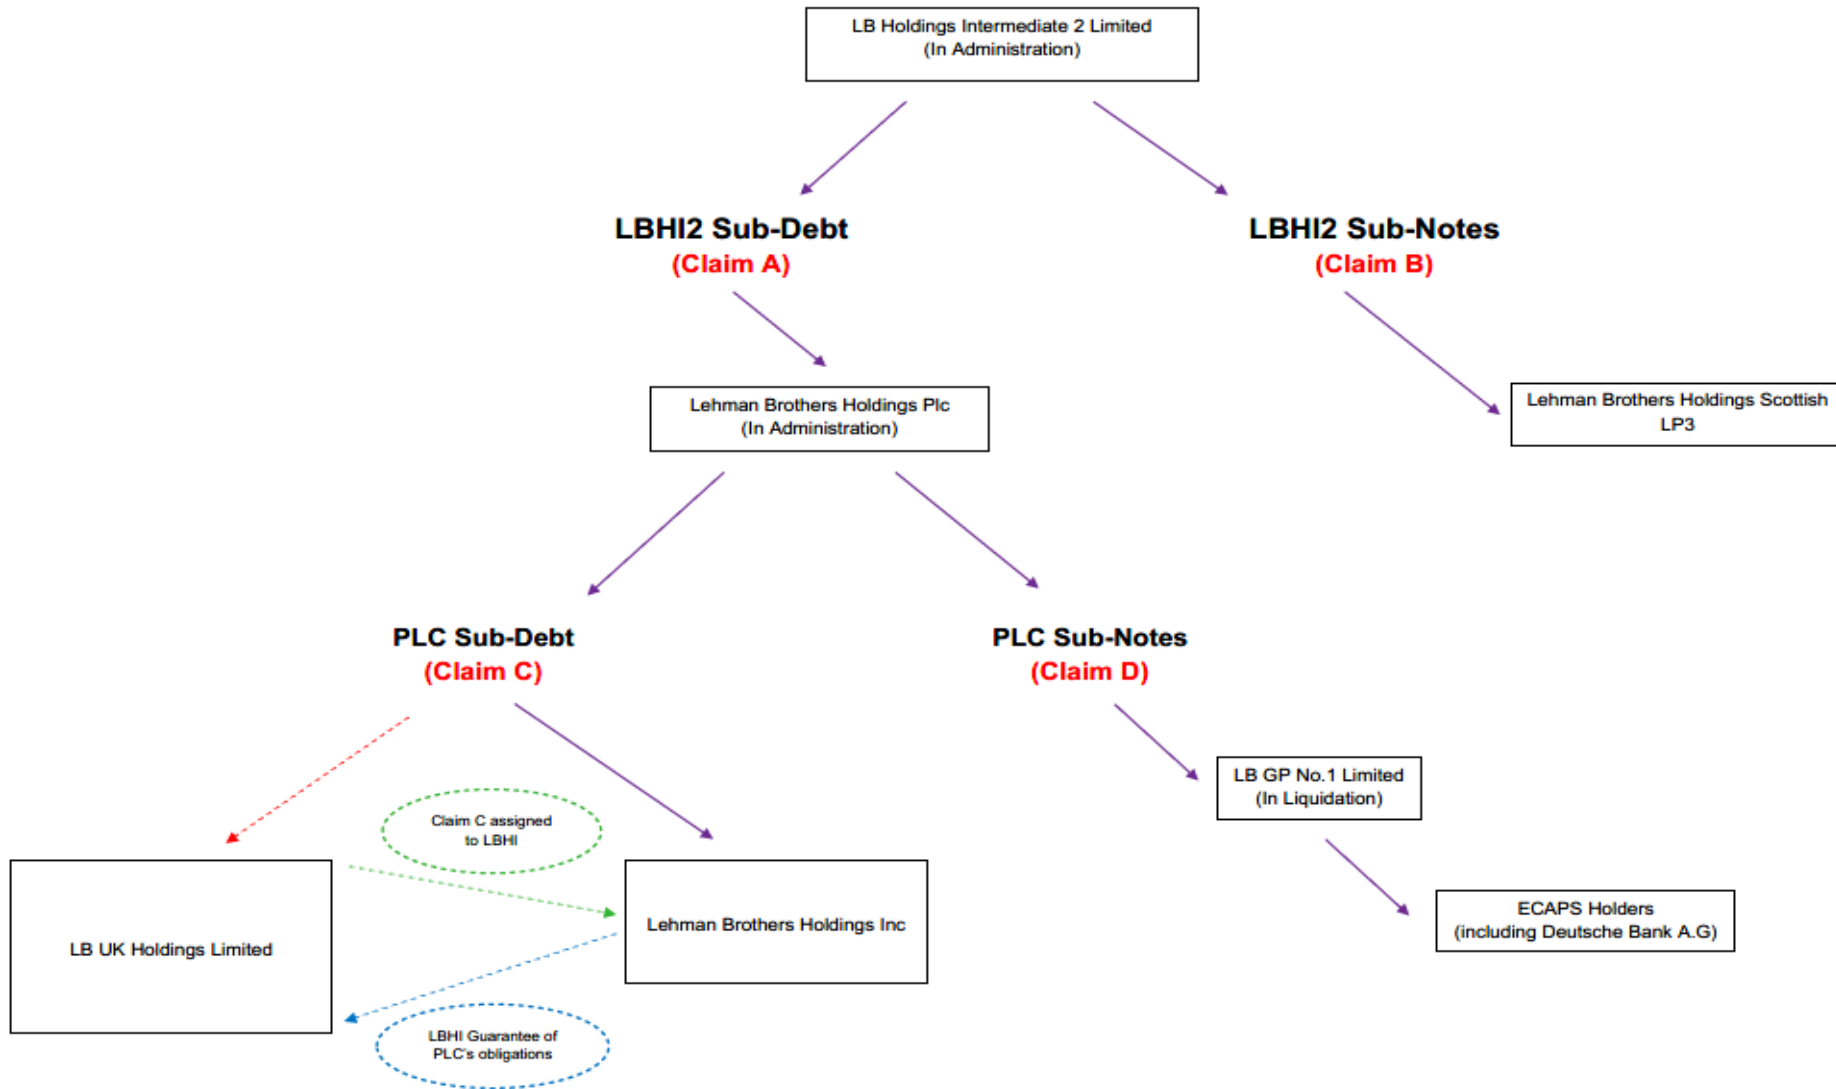 LB Holdings Intermediate 2 Limited
(In Administration)
LBHI2 Sub-Debt
(Claim A)
LBHI2 Sub-Notes
(Claim B)
Lehman Brothers Holdings Plc
(In Administration)
Lehman Brothers Holdings Scottish
LP3
PLC Sub-Debt
(Claim C)
PLC Sub-Notes
(Claim D)
LB GP No.1 Limited
(In Liquidation)
Claim C assigned
to LBHI
LB UK Holdings Limited
Lehman Brothers Holdings Inc
ECAPS Holders
(including Deutsche Bank A.G)
LBHI Guarantee of
PLC's obligations